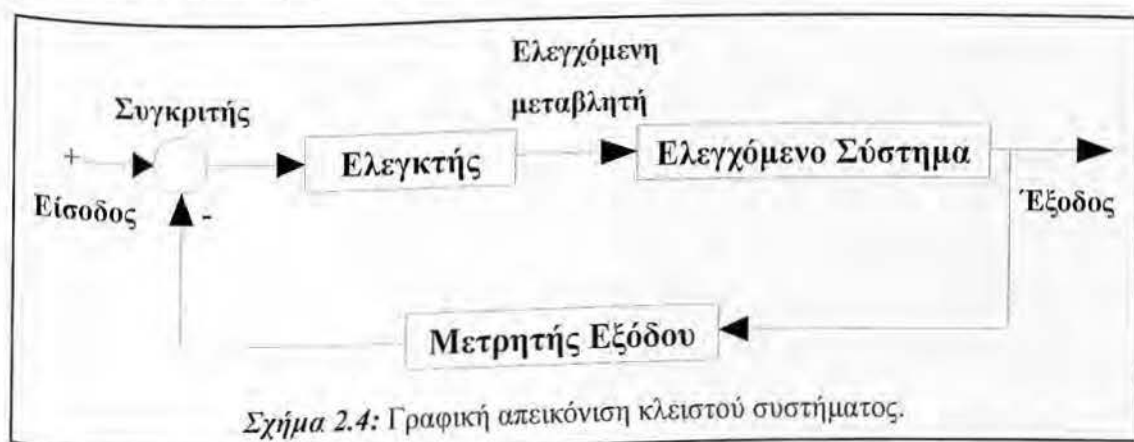 Ελεγχόμενη
μεταβλητή
Συγκριτής
+
Ελεγκτής
Ελεγχόμενο Σύστημα
Είσοδος
-
Έξοδος
Μετρητής Εξόδου
Σχήμα 2.4: Γραφική απεικόνιση κλειστού συστήματος.